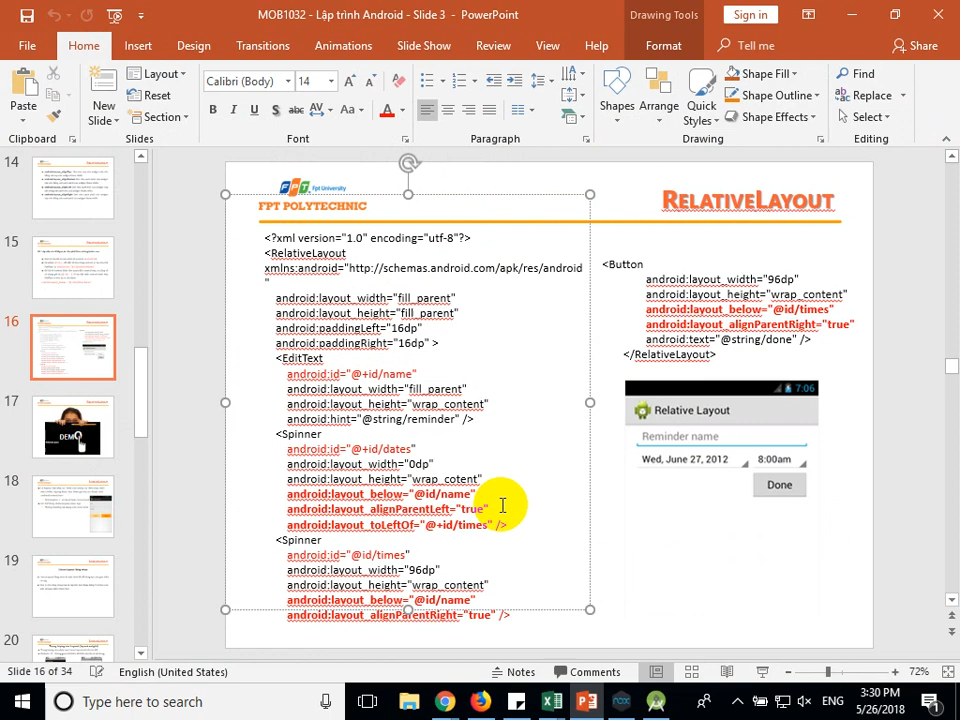 MOB1032 - Lập trình Android - Slide 3 - PowerPoint
Drawing Tools
Sign in
File
Home
Insert
Design
Transitions
Animations
Slide Show
Review
View
Help
Format
Tell me
Share
Paste
New
Slide
Layout
Reset
Section
Calibri (Body)
14
Shapes
Arrange
Quick
Styles
Shape Fill
Shape Outline
Shape Effects
Find
Replace
Select
Clipboard
Slides
Font
Paragraph
Drawing
Editing
14
15
16
17
DEMO
18
19
20
FPT Fpt University
FPT POLYTECHNIC
RELATIVELAYOUT
<?xml version="1.0" encoding="utf-8"?>
<RelativeLayout
xmlns:android="http://schemas.android.com/apk/res/android
"
android:layout_width="fill_parent"
android:layout_height="fill_parent"
android:paddingLeft="16dp"
android:paddingRight="16dp" >
<EditText
android:id="@+id/name"
android:layout_width="fill_parent"
android:layout_height="wrap_content"
android:hint="@string/reminder" />
<Spinner
android:id="@+id/dates"
android:layout_width="0dp"
android:layout_height="wrap_cotent"
android:layout_below="@id/name"
android:layout_alignParentLeft="true"
android:layout_toLeftOf="@+id/times" />
<Spinner
android:id="@id/times"
android:layout_width="96dp"
android:layout_height="wrap_content"
android:layout_below="@id/name"
android:layout_alignParentRight="true" />
<Button
android:layout_width="96dp"
android:layout_height="wrap_content"
android:layout_below="@id/times"
android:layout_alignParentRight="true"
android:text="@string/done" />
</RelativeLayout>
7:06
Relative Layout
Reminder name
Wed, June 27, 2012
8:00am
Done
Slide 16 of 34
English (United States)
Notes
Comments
72%
Type here to search
nox
ENG
3:30 PM
5/26/2018
1